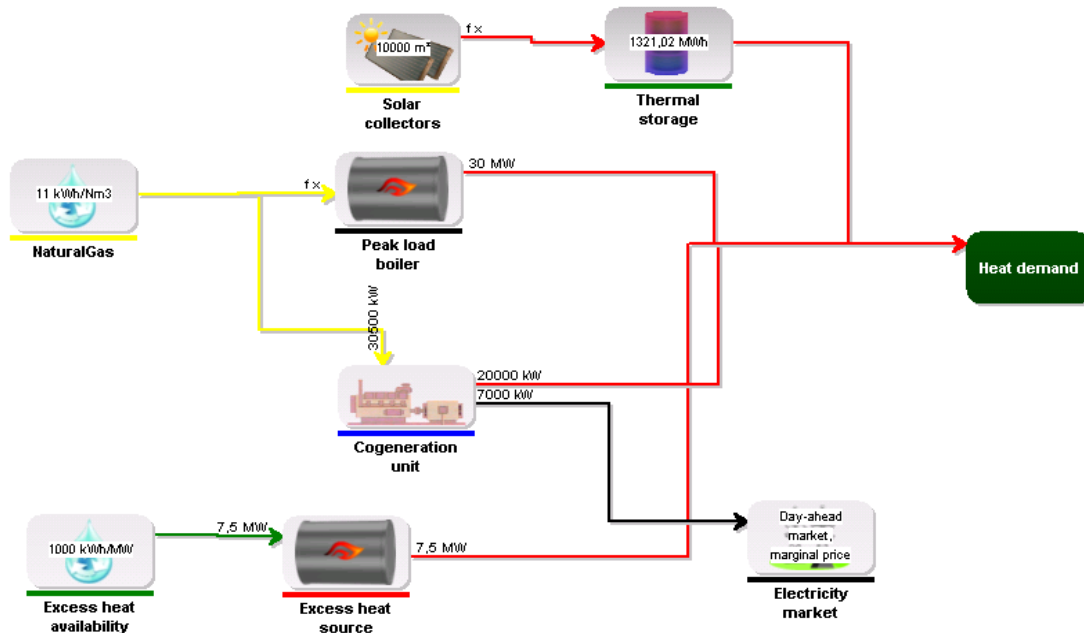 10000 m²
f x
1321,02 MWh
Solar
collectors
Thermal
storage
11 kWh/Nm3
f x
30 MW
NaturalGas
Peak load
boiler
Heat demand
30500 kW
20000 kW
7000 kW
Cogeneration
unit
Day-ahead
market,
marginal price
Electricity
market
1000 kWh/MW
7,5 MW
7,5 MW
Excess heat
availability
Excess heat
source